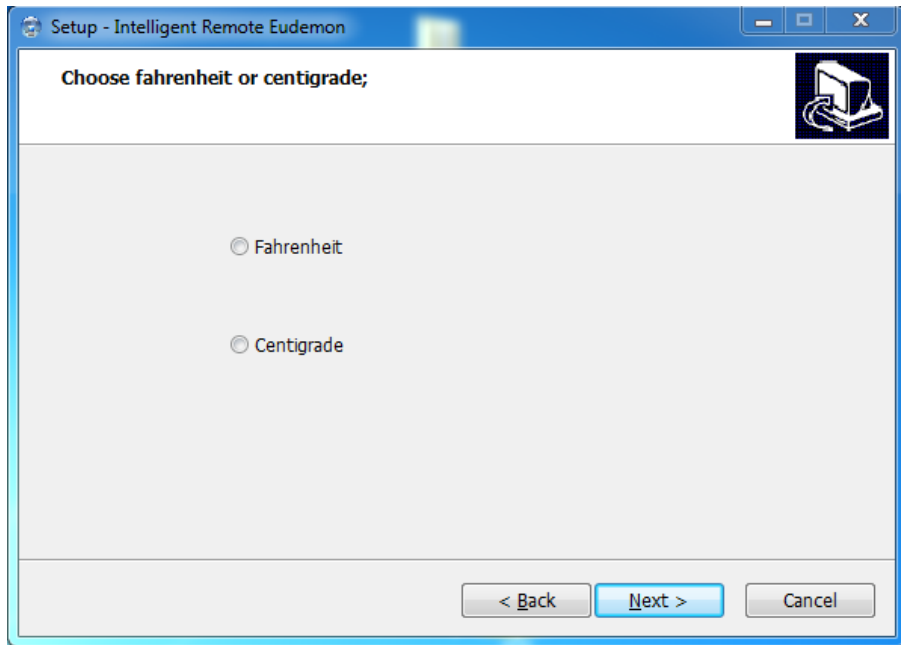 Setup - Intelligent Remote Eudemon
Choose fahrenheit or centigrade;
Fahrenheit
Centigrade
< Back Next > Cancel